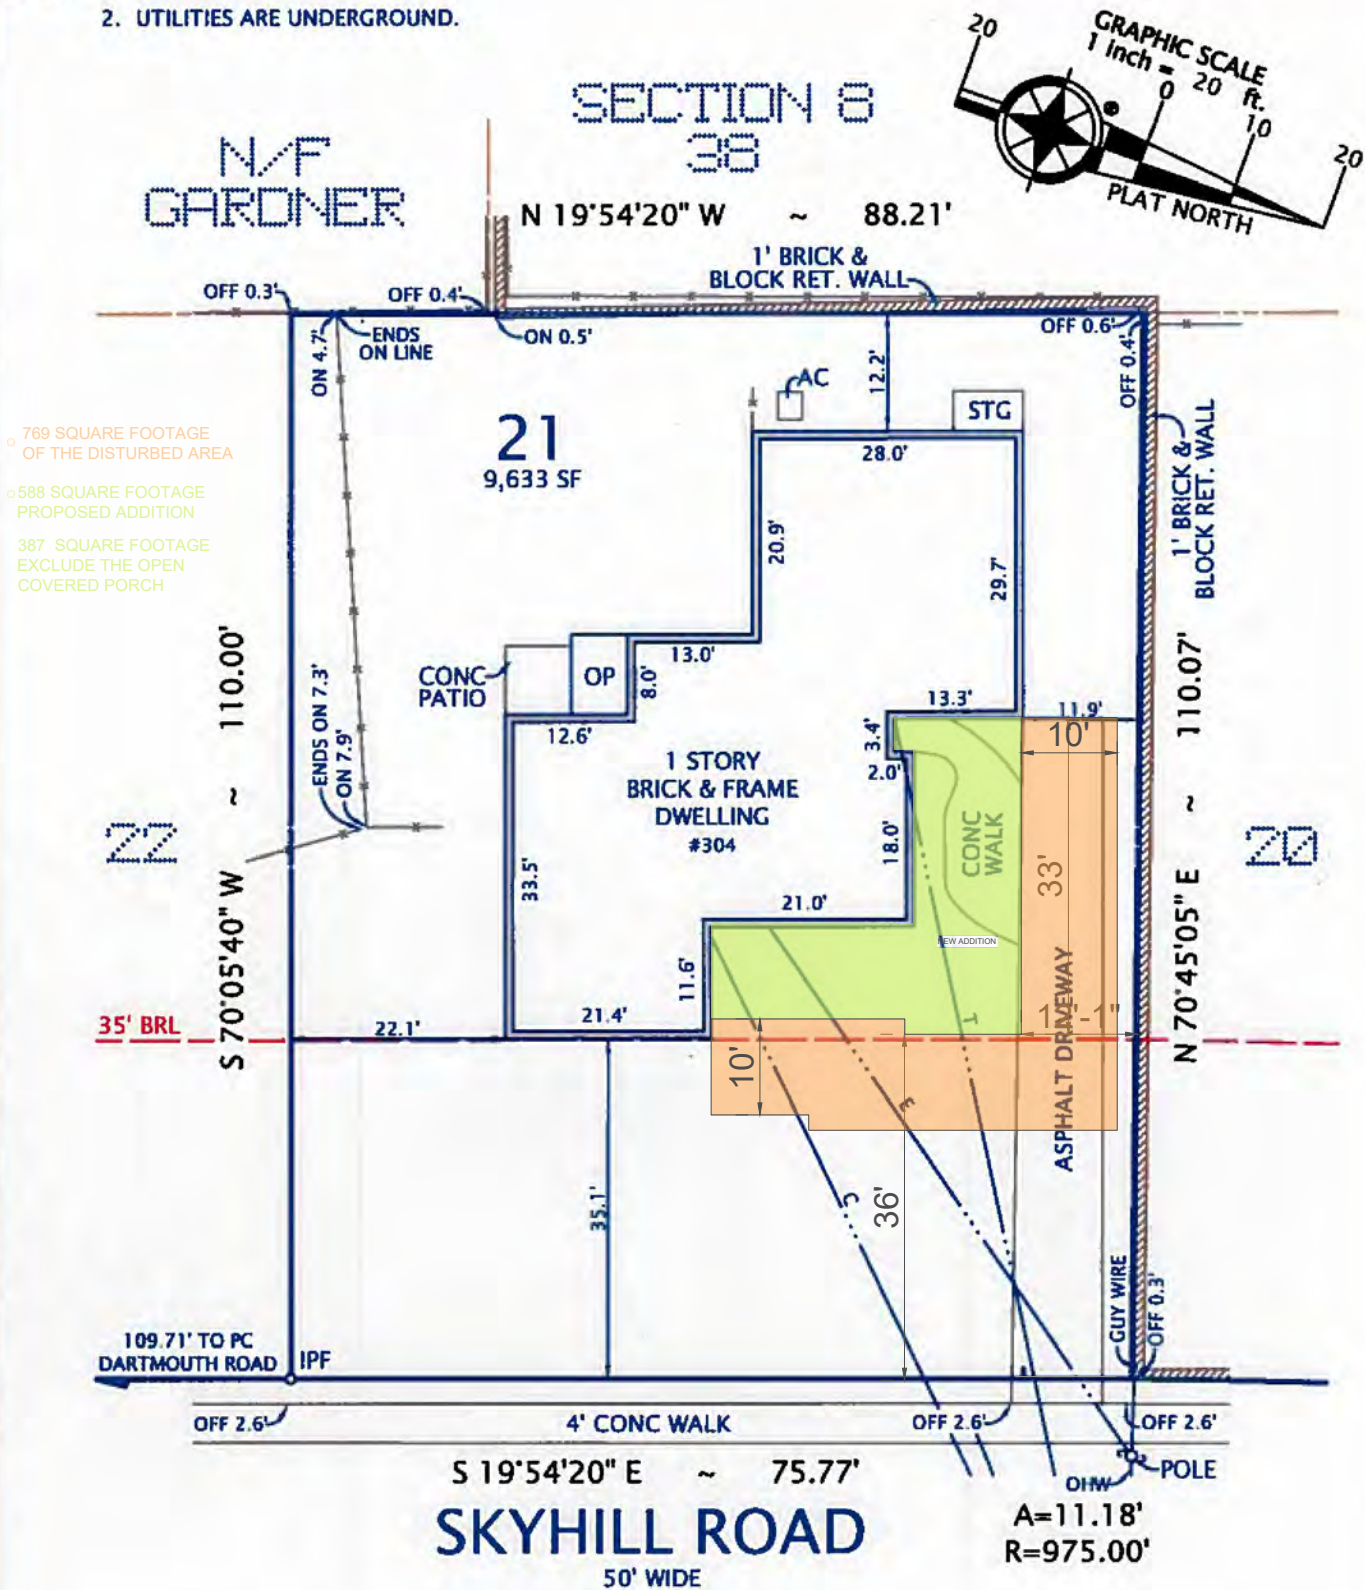 2. UTILITIES ARE UNDERGROUND.
GRAPHIC SCALE
1 inch = 20 ft.
20
0
10
20
PLAT NORTH
SECTION 8
38
N/F
GARDNER
N 19°54'20" W ~ 88.21'
1' BRICK &
BLOCK RET. WALL
OFF 0.3'
OFF 0.4'
ON 4.7'
ENDS
ON LINE
ON 0.5'
OFF 0.6'
OFF 0.4'
12.2'
AC
STG
28.0'
21
9,633 SF
769 SQUARE FOOTAGE
OF THE DISTURBED AREA
588 SQUARE FOOTAGE
PROPOSED ADDITION
387 SQUARE FOOTAGE
EXCLUDE THE OPEN
COVERED PORCH
1' BRICK &
BLOCK RET. WALL
20.9'
29.7'
S 70°05'40" W ~ 110.00'
N 70°45'05" E ~ 110.07'
CONC
PATIO
OP
8.0'
13.0'
12.6'
13.3'
11.9'
10'
3.4'
2.0'
ENDS ON 7.3'
ON 7.9'
1 STORY
BRICK & FRAME
DWELLING
#304
18.0'
CONC
WALK
33'
22
20
33.5'
21.0'
NEW ADDITION
11.6'
ASPHALT DRIVEWAY
T
35' BRL
22.1'
21.4'
10'
E
C
35.1'
36'
GUY WIRE
OFF 0.3'
109.71' TO PC
DARTMOUTH ROAD
IPF
OFF 2.6'
4' CONC WALK
OFF 2.6'
OFF 2.6'
S 19°54'20" E ~ 75.77'
OHW
POLE
SKYHILL ROAD
50' WIDE
A=11.18'
R=975.00'